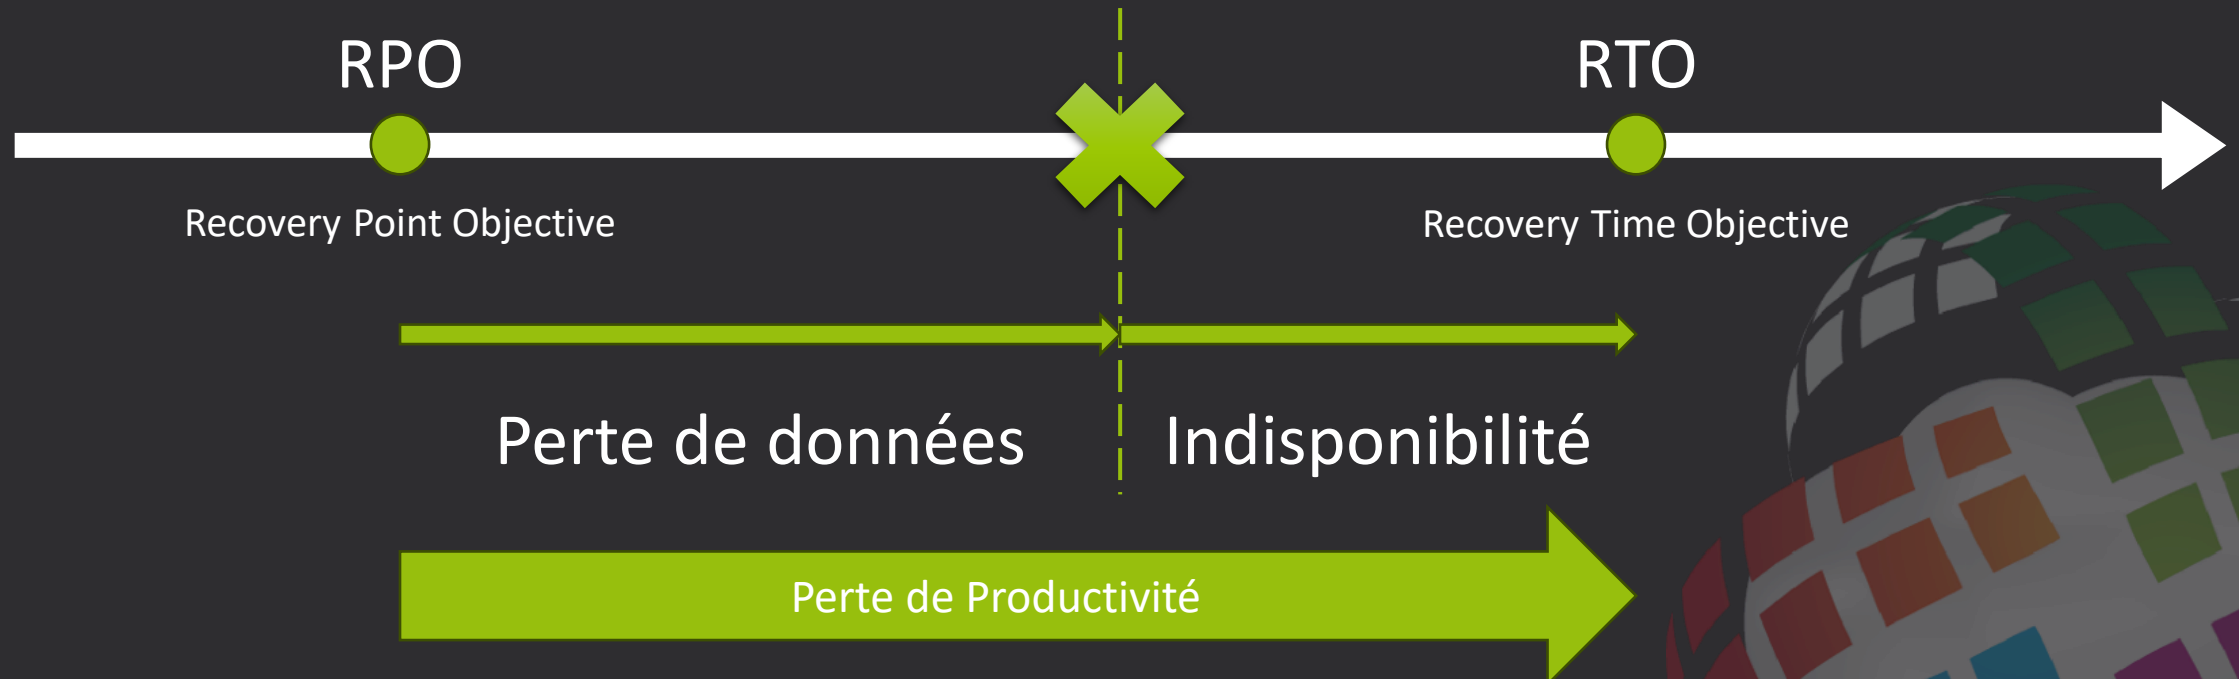 RPO
RTO
Recovery Point Objective
Recovery Time Objective
Perte de données
Indisponibilité
Perte de Productivité